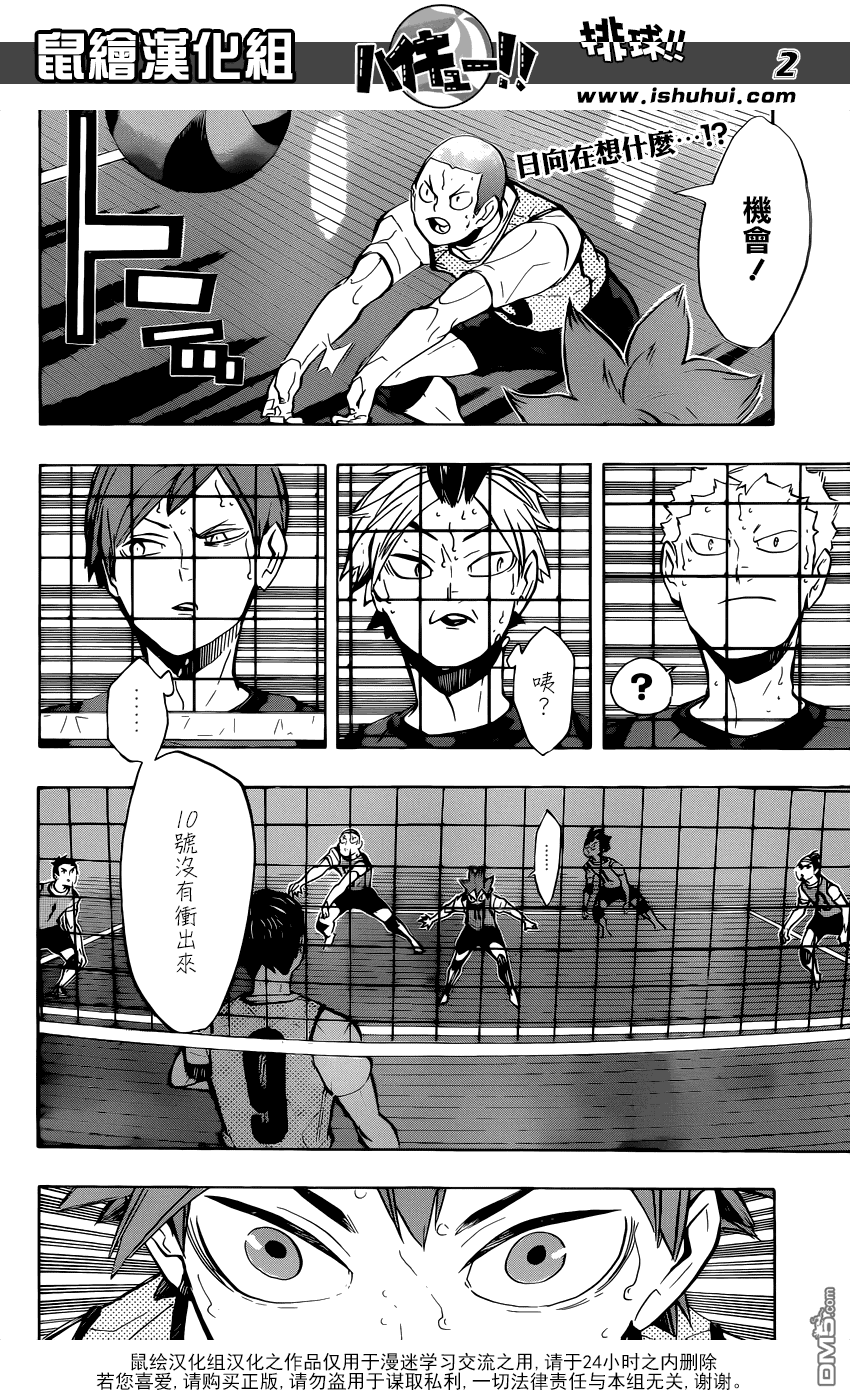 鼠繪漢化組
ハイキュー!!
排球!!
2
www.ishuhui.com
機會！
日向在想什麼…!?
ドッ
？
咦？
……
10號沒有衝出來
……
9
鼠绘汉化组汉化之作品仅用于漫迷学习交流之用, 请于24小时之内删除
若您喜爱, 请购买正版, 请勿盗用于谋取私利, 一切法律责任与本组无关, 谢谢。
DM5.com